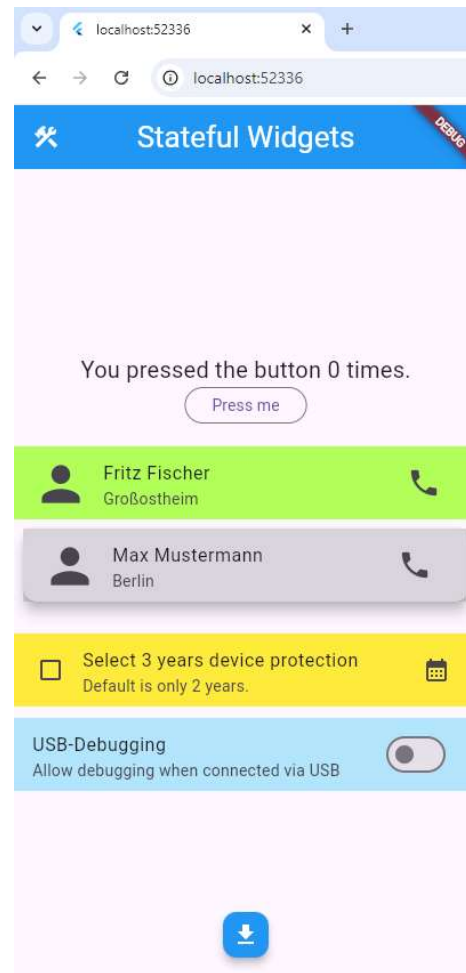 localhost:52336
localhost:52336
Stateful Widgets
DEBUG
You pressed the button 0 times.
Press me
Fritz Fischer
Großostheim
Max Mustermann
Berlin
Select 3 years device protection
Default is only 2 years.
USB-Debugging
Allow debugging when connected via USB